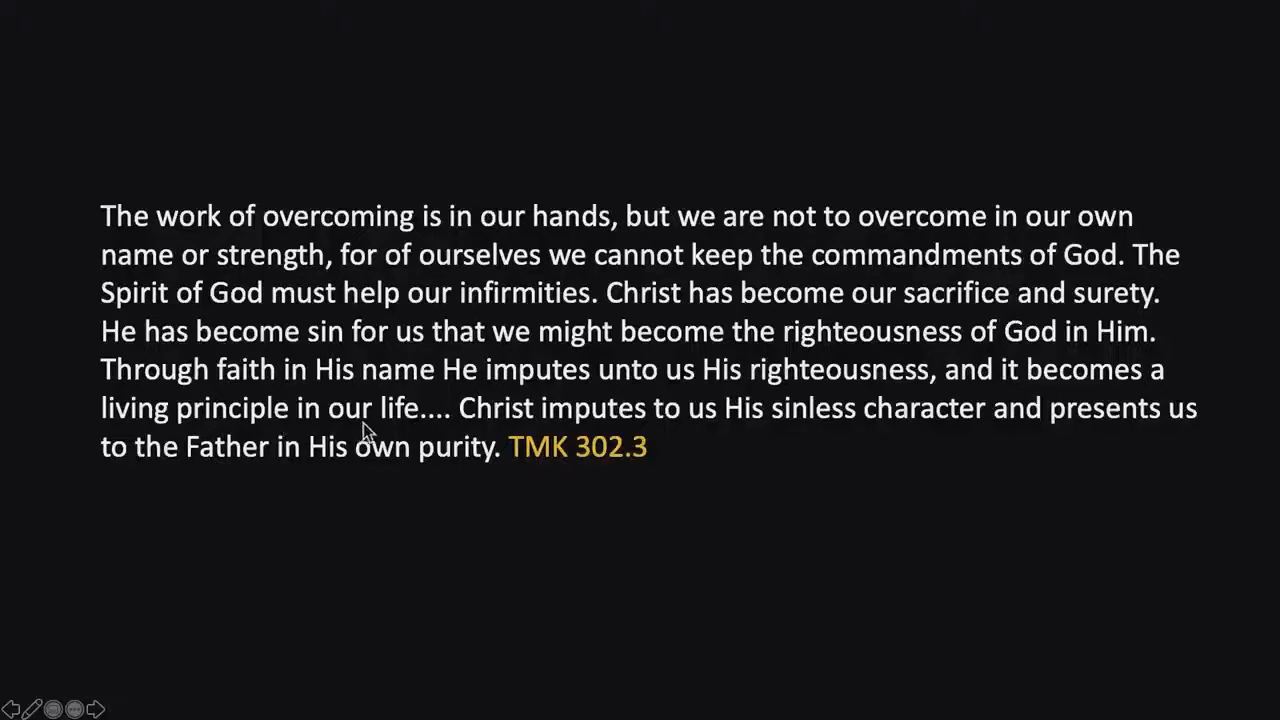 The work of overcoming is in our hands, but we are not to overcome in our own
name or strength, for of ourselves we cannot keep the commandments of God. The
Spirit of God must help our infirmities. Christ has become our sacrifice and surety.
He has become sin for us that we might become the righteousness of God in Him.
Through faith in His name He imputes unto us His righteousness, and it becomes a
living principle in our life.... Christ imputes to us His sinless character and presents us
to the Father in His own purity. TMK 302.3